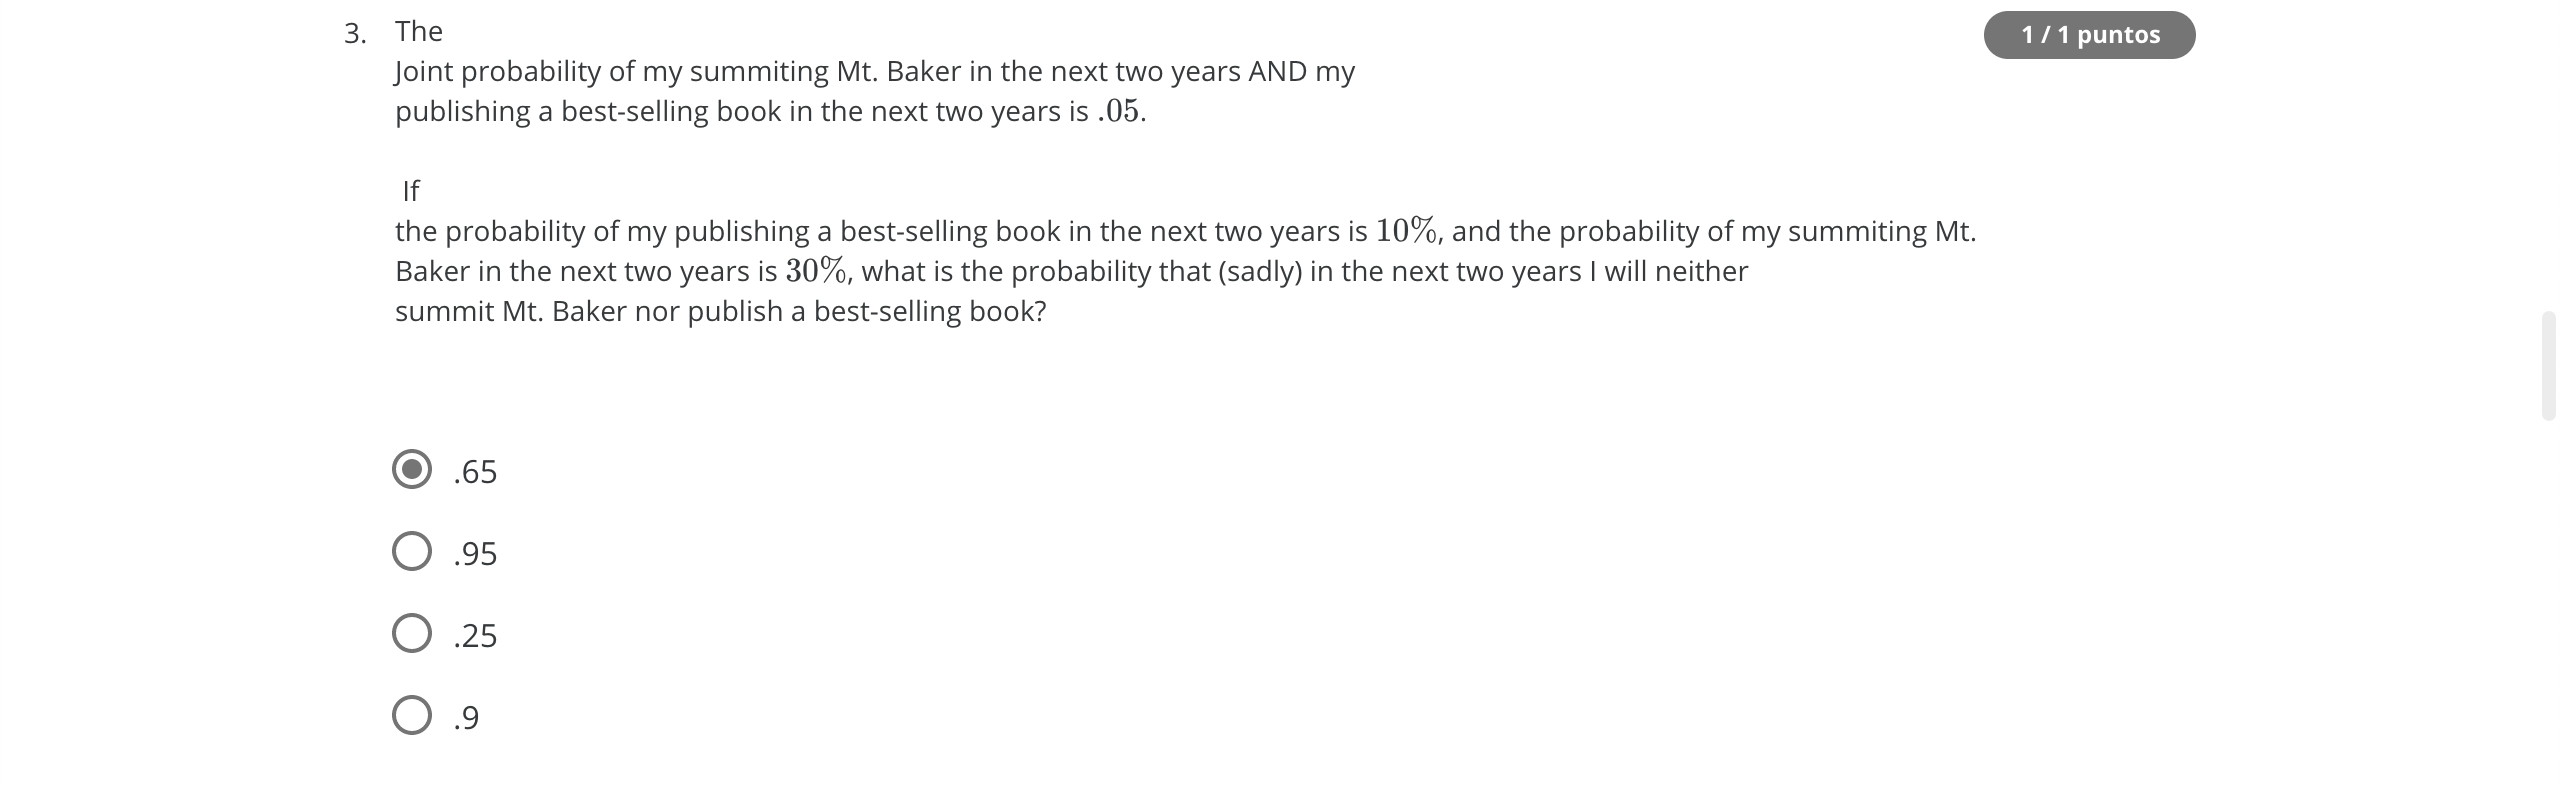 3. The
1 / 1 puntos
Joint probability of my summiting Mt. Baker in the next two years AND my
publishing a best-selling book in the next two years is .05.
If
the probability of my publishing a best-selling book in the next two years is 10%, and the probability of my summiting Mt.
Baker in the next two years is 30%, what is the probability that (sadly) in the next two years I will neither
summit Mt. Baker nor publish a best-selling book?
.65
.95
.25
.9